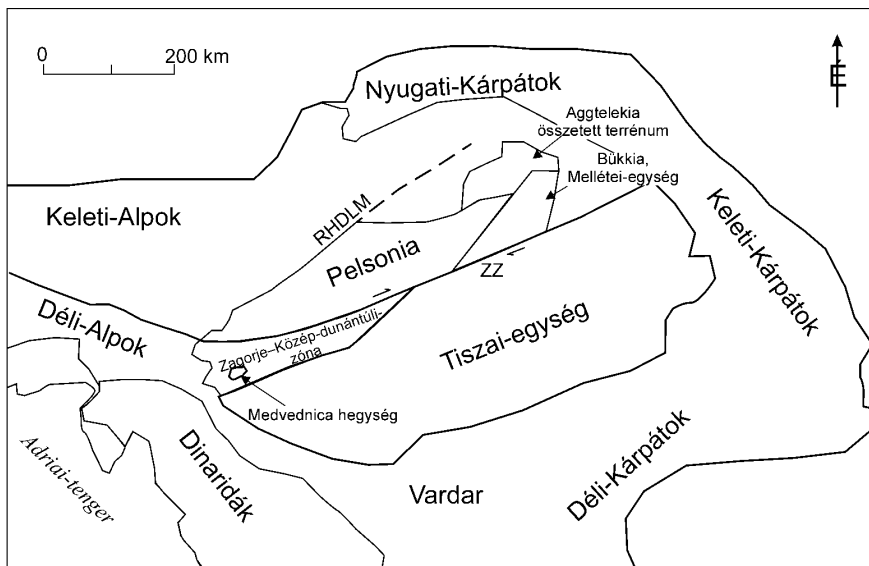 0 200 km
É
Nyugati-Kárpátok
Aggtelekia
összetett terrénum
Bükkia,
Mellétei-egység
Keleti-Alpok
RHDLM
Pelsonia
ZZ
Keleti-Kárpátok
Déli-Alpok
Zagorje–Közép-dunántúli-
zóna
Tiszai-egység
Medvednica hegység
Adriai-tenger
Dinaridák
Vardar
Déli-Kárpátok